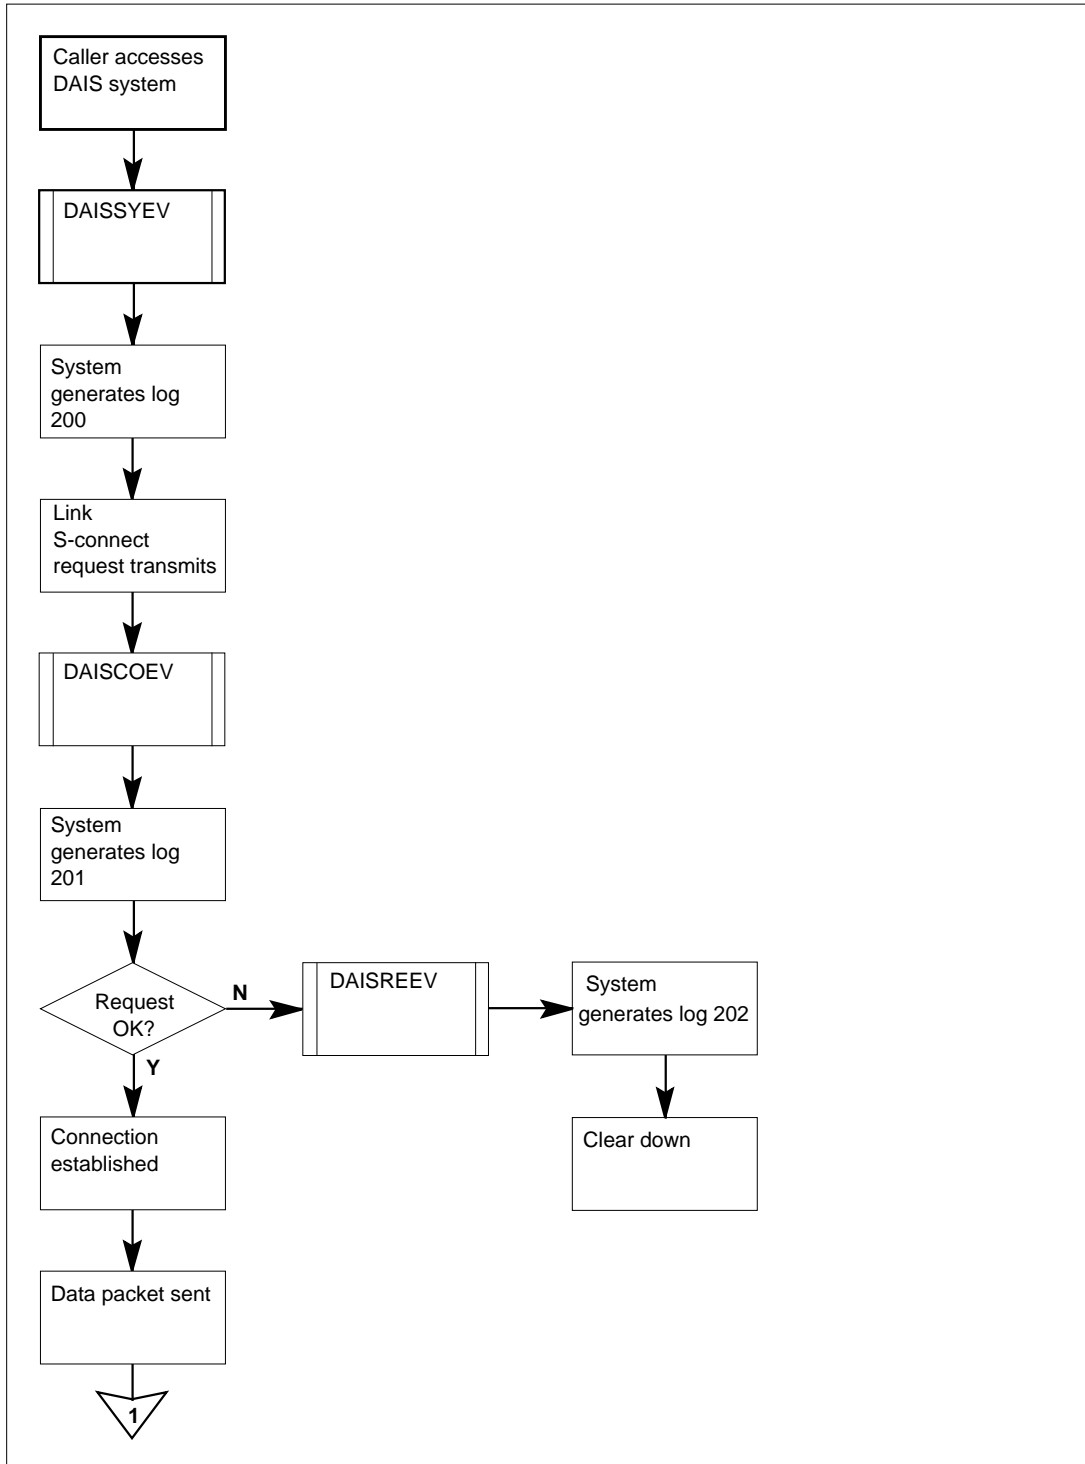 Caller accesses
DAIS system
DAISSYEV
System
generates log
200
Link
S-connect
request transmits
DAISCOEV
System
generates log
201
Request
OK?
N
DAISREEV
System
generates log 202
Clear down
Y
Connection
established
Data packet sent
1